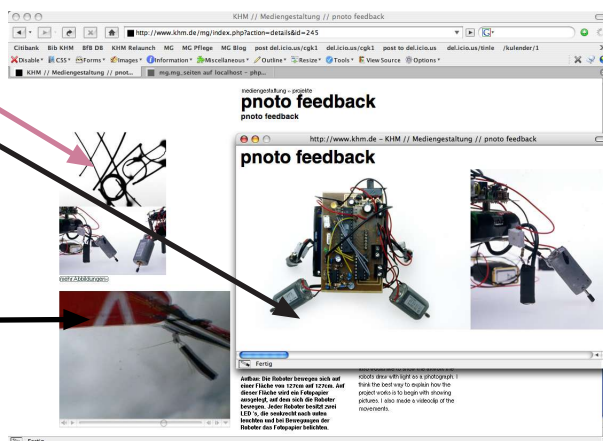 KHM // Mediengestaltung // pnoto feedback
http://www.khm.de/mg/index.php?action=details&id=245
Citibank Bib KHM BfB DB KHM Relaunch MG MG Pflege MG Blog post del.icio.us/cgk1 del.icio.us/cgk1 post to del.icio.us del.icio.us/tinle /kulender/1
Disable* CSS* Forms* Images* Information* Miscellaneous* Outline* Resize* Tools* View Source Options*
KHM // Mediengestaltung // pnot... mg.mg_seiten auf localhost - php...
mediengestaltung – projekte
pnoto feedback
pnoto feedback
http://www.khm.de - KHM // Mediengestaltung // pnoto feedback
pnoto feedback
mehr Abbildungen»
Fertig
Aufbau: Die Roboter bewegen sich auf
einer Fläche von 127cm auf 127cm. Auf
dieser Fläche wird ein Fotopapier
ausgelegt, auf dem sich die Roboter
bewegen. Jeder Roboter besitzt zwei
LED's, die senkrecht nach unten
leuchten und bei Bewegungen der
Roboter das Fotopapier belichten.
robots draw with light as a photograph. I
think the best way to explain how the
project works is to begin with showing
pictures. I also made a videoclip of the
movements.
Fertig